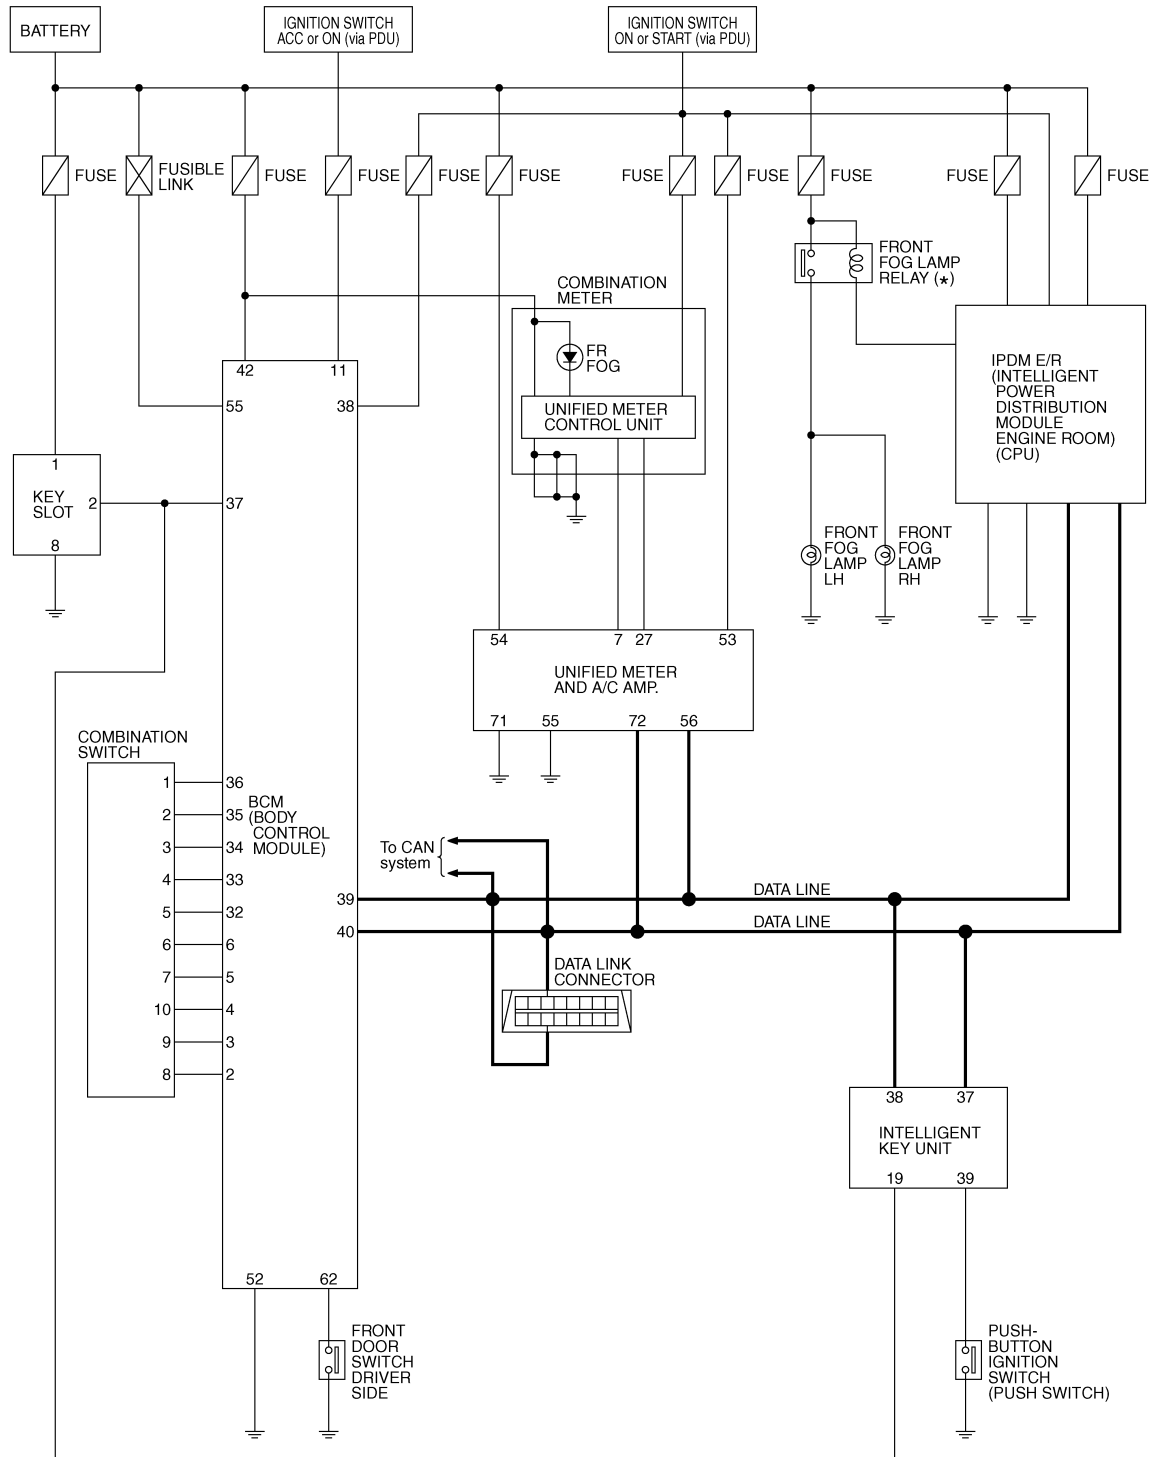 BATTERY
IGNITION SWITCH
ACC or ON (via PDU)
IGNITION SWITCH
ON or START (via PDU)
FUSE
FUSIBLE
LINK
FUSE
FUSE
FUSE
FUSE
FUSE
FUSE
FUSE
FUSE
FUSE
FRONT
FOG LAMP
RELAY (★)
COMBINATION
METER
FR
FOG
UNIFIED METER
CONTROL UNIT
IPDM E/R
(INTELLIGENT
POWER
DISTRIBUTION
MODULE
ENGINE ROOM)
(CPU)
42
11
55
38
1
KEY
SLOT
2
37
8
FRONT
FOG
LAMP
LH
FRONT
FOG
LAMP
RH
54
7
27
53
UNIFIED METER
AND A/C AMP.
71
55
72
56
COMBINATION
SWITCH
1
36
2
35
3
34
4
33
5
32
6
6
7
5
10
4
9
3
8
2
BCM
(BODY
CONTROL
MODULE)
To CAN
system
39
DATA LINE
40
DATA LINE
DATA LINK
CONNECTOR
38
37
INTELLIGENT
KEY UNIT
19
39
52
62
FRONT
DOOR
SWITCH
DRIVER
SIDE
PUSH-
BUTTON
IGNITION
SWITCH
(PUSH SWITCH)